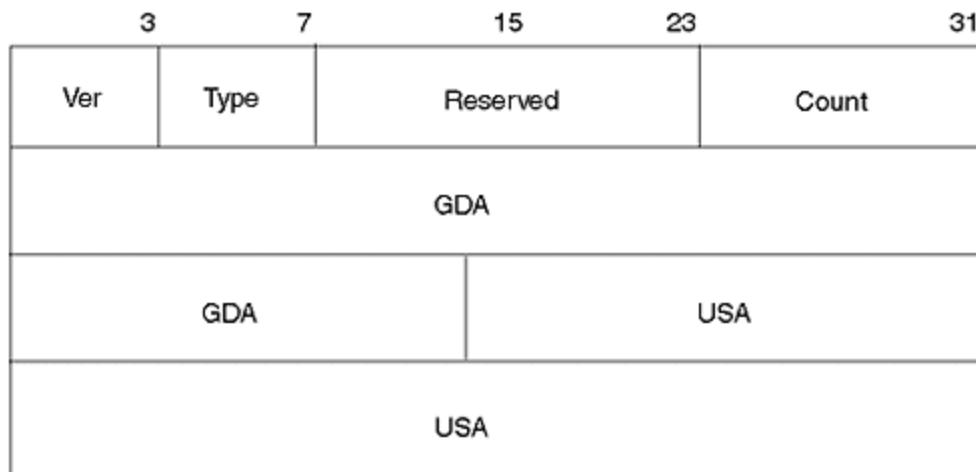 3 7 15 23 31
Ver Type Reserved Count
GDA
GDA USA
USA